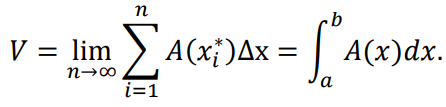 V = lim_{n→∞} ∑_{i=1}^{n} A(x_i^*)Δx = ∫_a^b A(x)dx.